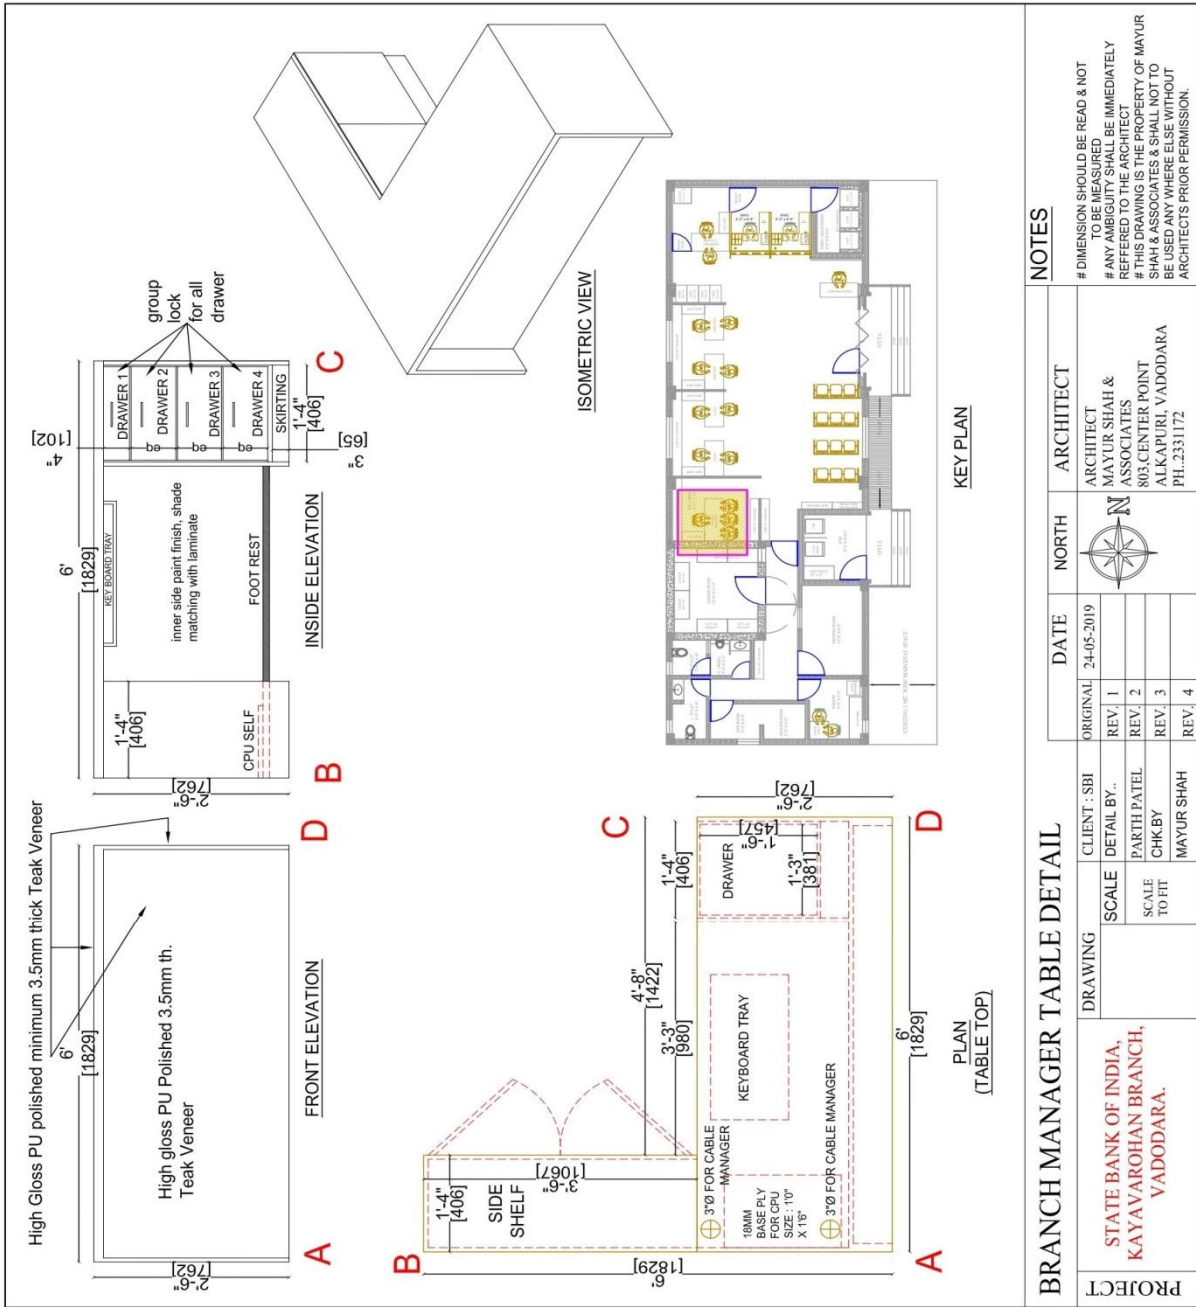 High Gloss PU polished minimum 3.5mm thick Teak Veneer
6'
[1829]
2'-6"
[762]
High gloss PU Polished 3.5mm th.
Teak Veneer
A
D
FRONT ELEVATION
6'
[1829]
4"
[102]
2'-6"
[762]
1'-4"
[406]
KEY BOARD TRAY
CPU SELF
inner side paint finish, shade
matching with laminate
FOOT REST
DRAWER 1
DRAWER 2
eq
DRAWER 3
eq
DRAWER 4
eq
SKIRTING
1'-4"
[406]
3"
[65]
group
lock
for all
drawer
B
C
INSIDE ELEVATION
ISOMETRIC VIEW
B
C
1'-4"
[406]
SIDE
SHELF
3'-6"
[1067]
4'-8"
[1422]
3'-3"
[980]
1'-4"
[406]
6'
[1829]
2'-6"
[762]
3"Ø FOR CABLE
MANAGER
18MM
BASE PLY
FOR CPU
SIZE : 1'0"
X 1'6"
3"Ø FOR CABLE MANAGER
KEYBOARD TRAY
DRAWER
1'-6"
[457]
1'-3"
[381]
A
D
6'
[1829]
PLAN
(TABLE TOP)
KEY PLAN
BRANCH MANAGER TABLE DETAIL
PROJECT
STATE BANK OF INDIA,
KAYAVAROHAN BRANCH,
VADODARA.
DRAWING
SCALE
SCALE
TO FIT
CLIENT : SBI
DETAIL BY..
PARTH PATEL
CHK.BY
MAYUR SHAH
DATE
ORIGINAL 24-05-2019
REV. 1
REV. 2
REV. 3
REV. 4
NORTH
N
ARCHITECT
ARCHITECT
MAYUR SHAH &
ASSOCIATES
803,CENTER POINT
ALKAPURI, VADODARA
PH..2331172
NOTES
# DIMENSION SHOULD BE READ & NOT
TO BE MEASURED
# ANY AMBIGUITY SHALL BE IMMEDIATELY
REFFERED TO THE ARCHITECT
# THIS DRAWING IS THE PROPERTY OF MAYUR
SHAH & ASSOCIATES & SHALL NOT TO
BE USED ANY WHERE ELSE WITHOUT
ARCHITECTS PRIOR PERMISSION.